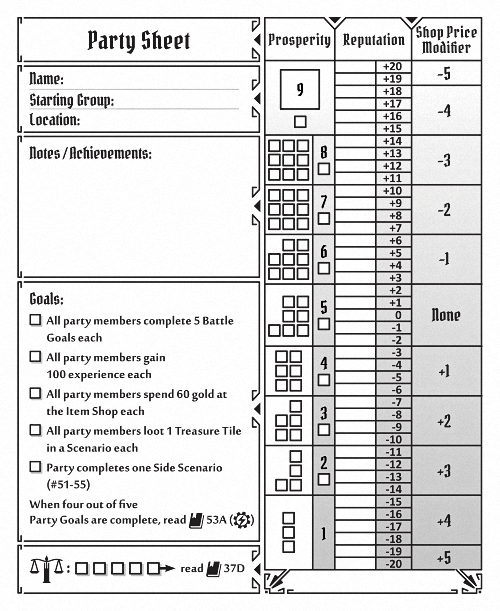 Party Sheet
Name:
Starting Group:
Location:
Notes / Achievements:
Goals:
All party members complete 5 Battle
Goals each
All party members gain
100 experience each
All party members spend 60 gold at
the Item Shop each
All party members loot 1 Treasure Tile
in a Scenario each
Party completes one Side Scenario
(#51-55)
When four out of five
Party Goals are complete, read 53A ( )
: read 37D
Prosperity
9
8
7
6
5
4
3
2
1
Reputation
+20
+19
+18
+17
+16
+15
+14
+13
+12
+11
+10
+9
+8
+7
+6
+5
+4
+3
+2
+1
0
-1
-2
-3
-4
-5
-6
-7
-8
-9
-10
-11
-12
-13
-14
-15
-16
-17
-18
-19
-20
Shop Price
Modifier
-5
-4
-3
-2
-1
None
+1
+2
+3
+4
+5